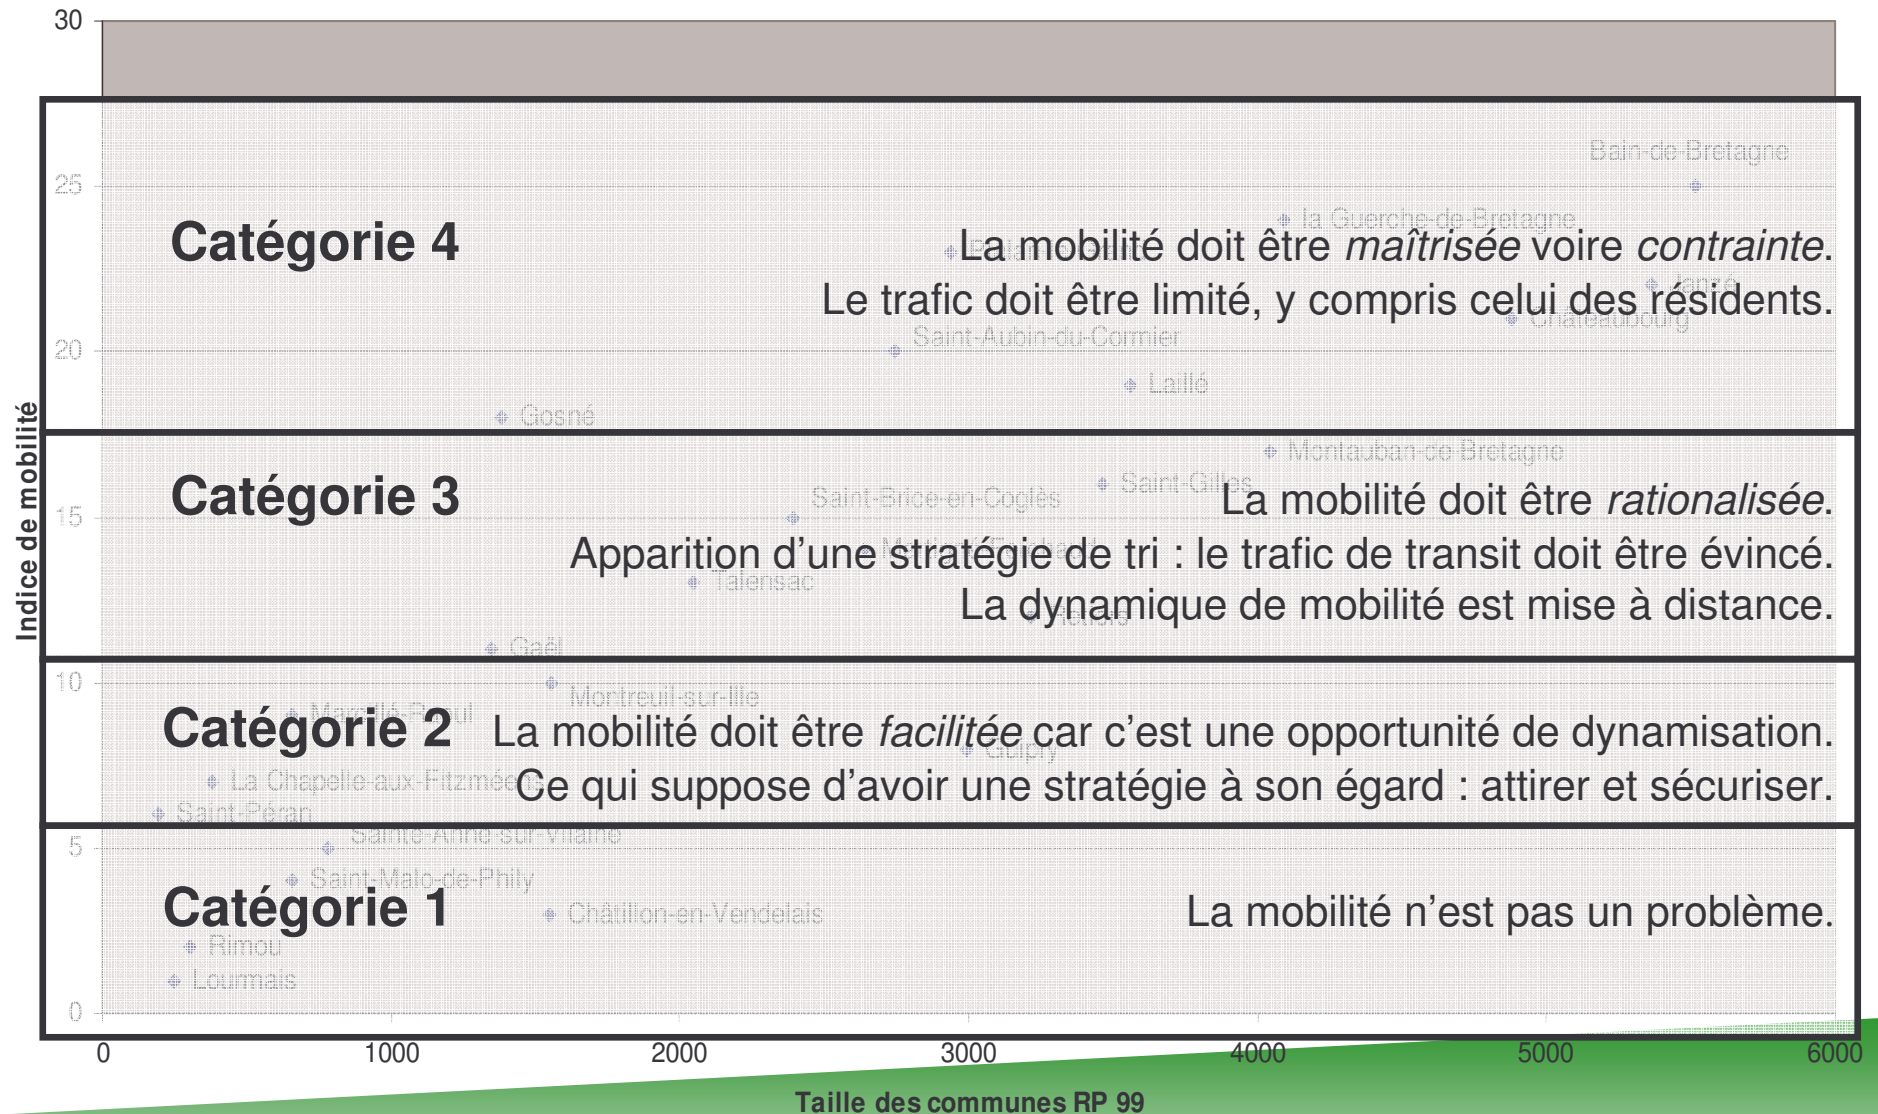 30
Bain-de-Bretagne
25
la Guerche-de-Bretagne
Catégorie 4
La mobilité doit être maîtrisée voire contrainte.
Janzé
Le trafic doit être limité, y compris celui des résidents.
Châteaubourg
Saint-Aubin-du-Cormier
20
Laillé
Gosné
Indice de mobilité
Montauban-de-Bretagne
Saint-Gilles
Catégorie 3
Saint-Brice-en-Coglès
La mobilité doit être rationalisée.
15
Apparition d’une stratégie de tri : le trafic de transit doit être évincé.
Talensac
La dynamique de mobilité est mise à distance.
Gaël
10
Montreuil-sur-Ille
Catégorie 2
La mobilité doit être facilitée car c’est une opportunité de dynamisation.
Guipry
La Chapelle-aux-Fitzméens
Ce qui suppose d’avoir une stratégie à son égard : attirer et sécuriser.
Saint-Péran
Sainte-Anne-sur-Vilaine
5
Saint-Malo-de-Phily
Catégorie 1
Châtillon-en-Vendelais
La mobilité n’est pas un problème.
Rimou
Lourmais
0
0 1000 2000 3000 4000 5000 6000
Taille des communes RP 99